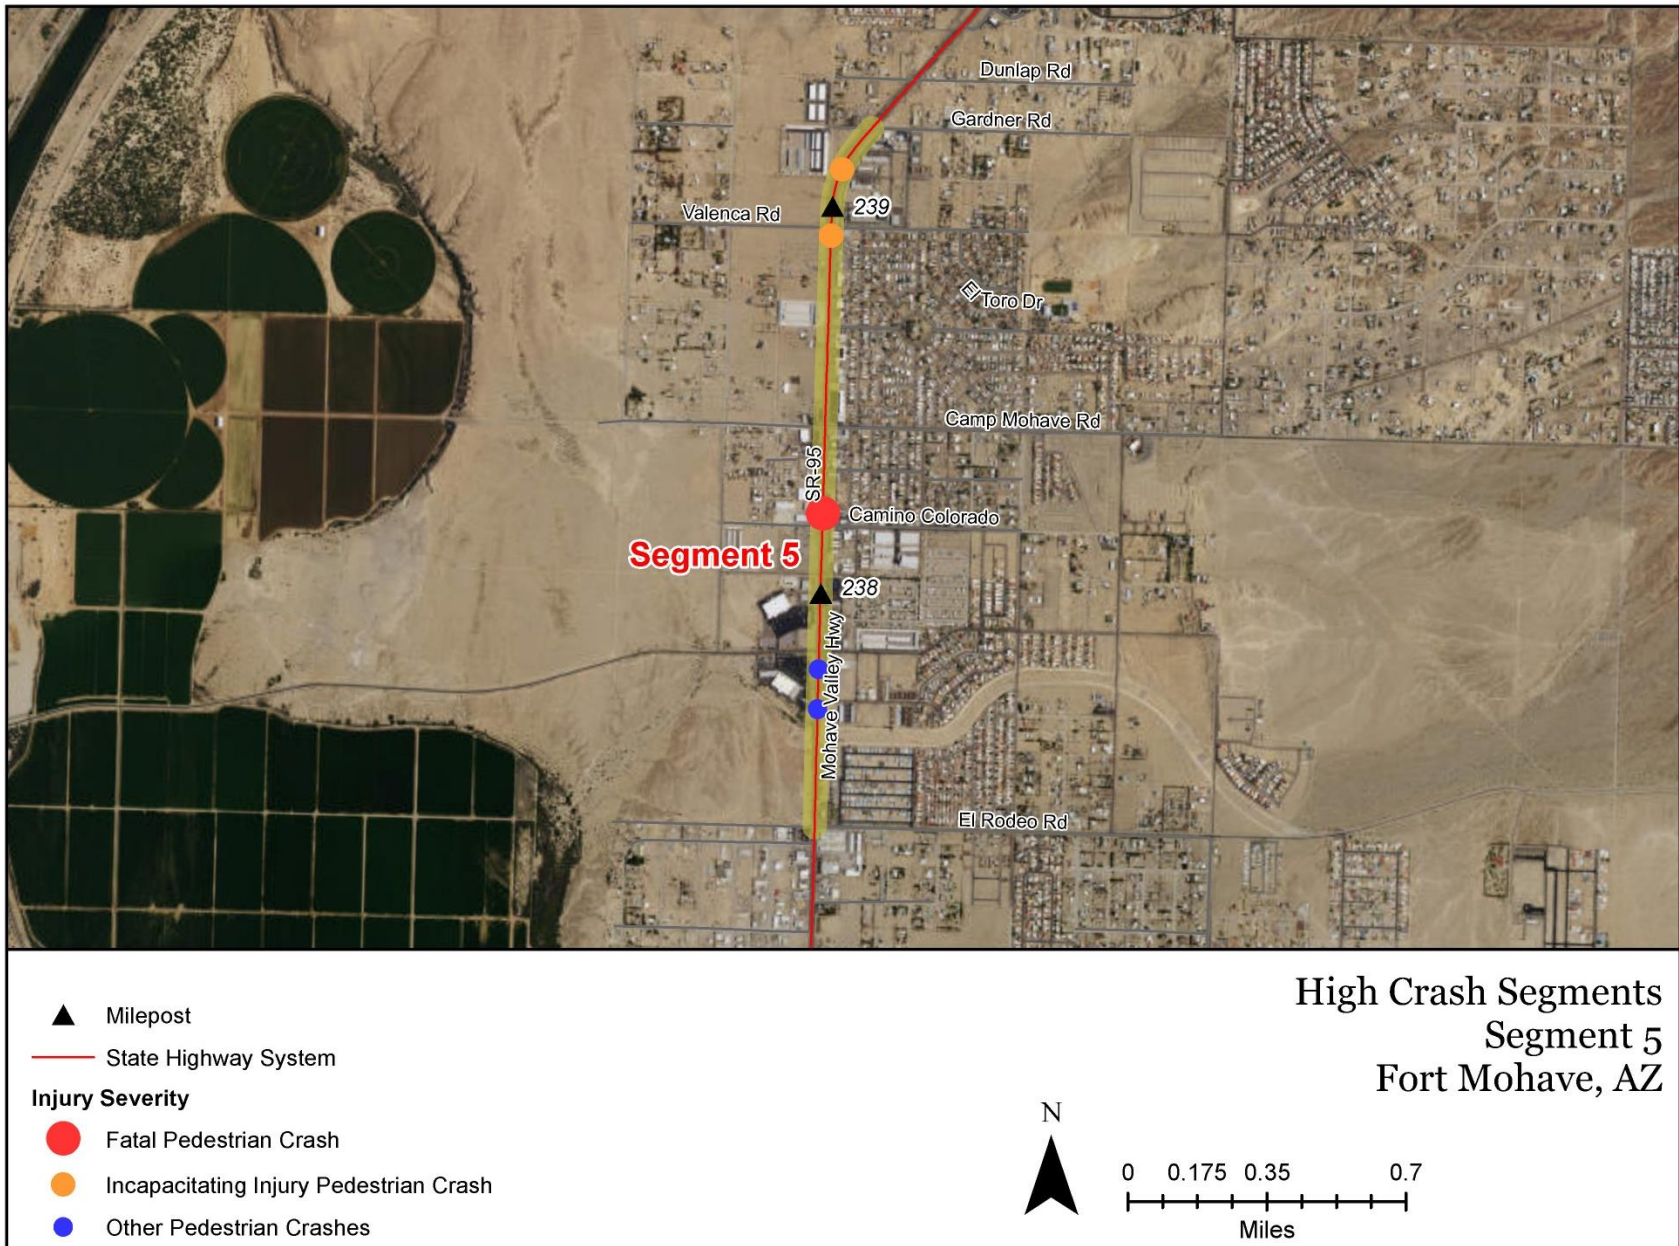 Dunlap Rd
Gardner Rd
Valenca Rd
239
El Toro Dr
Camp Mohave Rd
SR-95
Camino Colorado
Segment 5
238
Mohave Valley Hwy
El Rodeo Rd
Milepost
State Highway System
Injury Severity
Fatal Pedestrian Crash
Incapacitating Injury Pedestrian Crash
Other Pedestrian Crashes
High Crash Segments
Segment 5
Fort Mohave, AZ
N
0 0.175 0.35 0.7
Miles